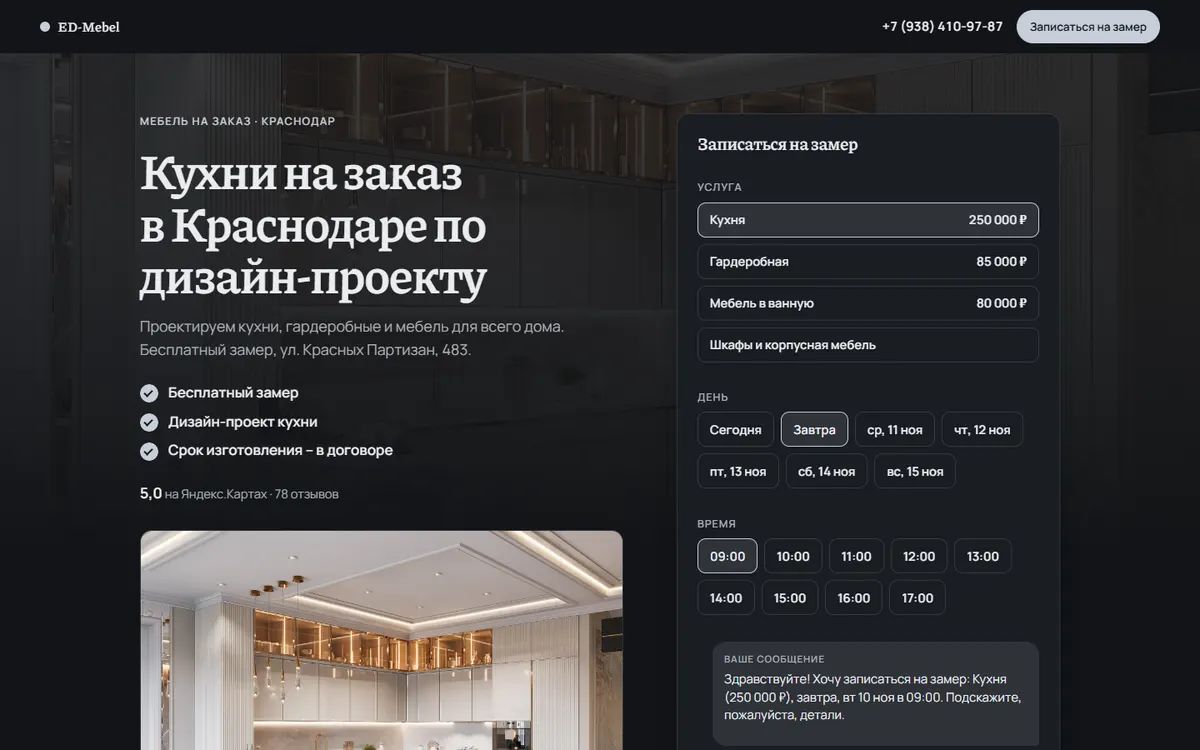 ED-Mebel
+7 (938) 410-97-87
Записаться на замер
МЕБЕЛЬ НА ЗАКАЗ · КРАСНОДАР
Кухни на заказ
в Краснодаре по
дизайн-проекту
Проектируем кухни, гардеробные и мебель для всего дома.
Бесплатный замер, ул. Красных Партизан, 483.
Бесплатный замер
Дизайн-проект кухни
Срок изготовления – в договоре
5,0 на Яндекс.Картах · 78 отзывов
Записаться на замер
УСЛУГА
Кухня 250 000 ₽
Гардеробная 85 000 ₽
Мебель в ванную 80 000 ₽
Шкафы и корпусная мебель
ДЕНЬ
Сегодня Завтра ср, 11 ноя чт, 12 ноя
пт, 13 ноя сб, 14 ноя вс, 15 ноя
ВРЕМЯ
09:00 10:00 11:00 12:00 13:00
14:00 15:00 16:00 17:00
ВАШЕ СООБЩЕНИЕ
Здравствуйте! Хочу записаться на замер: Кухня
(250 000 ₽), завтра, вт 10 ноя в 09:00. Подскажите,
пожалуйста, детали.